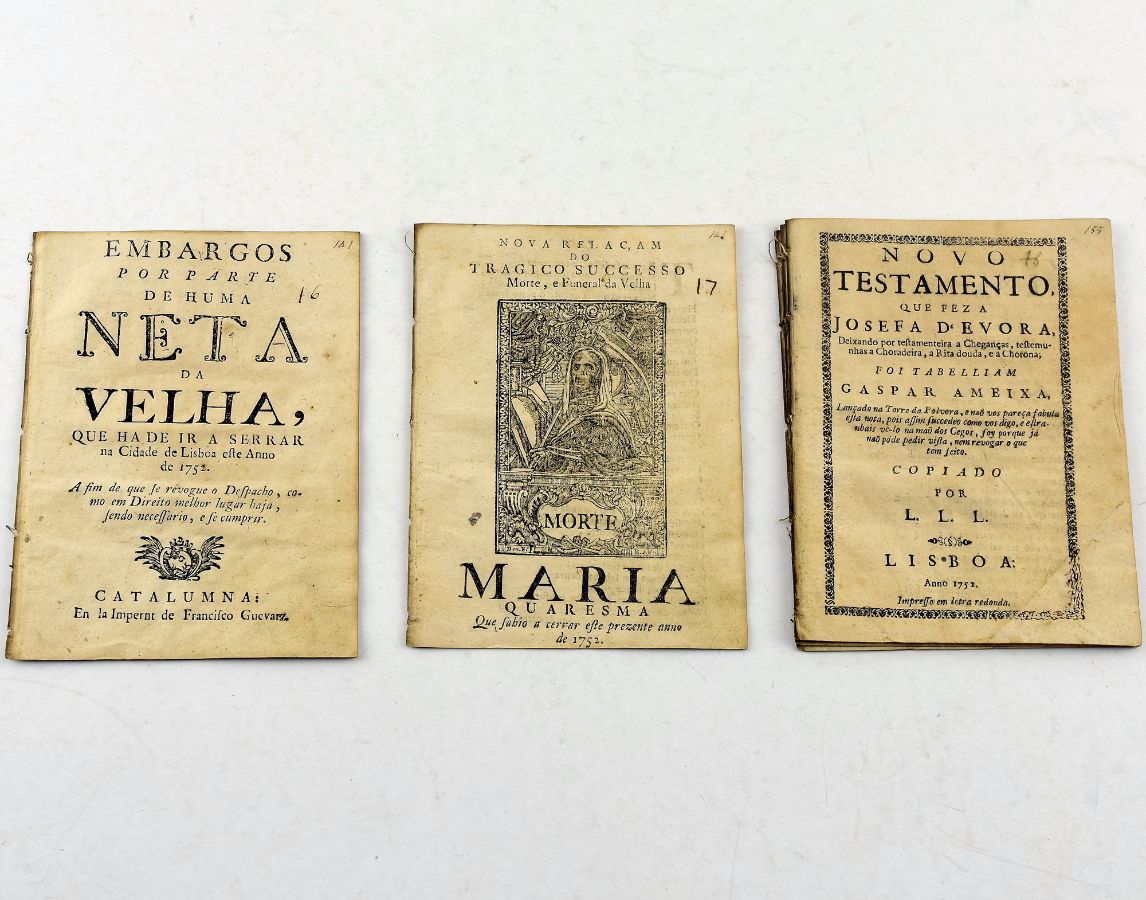 EMBARGOS
POR PARTE
DE HUMA
16
NETA
DA
VELHA,
QUE HADE IR A SERRAR
na Cidade de Lisboa este Anno
de 1752.
A fim de que se revogue o Despacho, co-
mo em Direito melhor lugar haja,
sendo necessario, e se cumprir.
CATALUMNA:
En la Impernt de Francisco Guevarz.
NOVA RELAC,AM
DO
TRAGICO SUCCESSO
Morte, e Funeral da Velha
17
MORTE
MARIA
QUARESMA
Que sahio a cerrar este prezente anno
de 1752.
155
NOVO
TESTAMENTO,
QUE FEZ A
JOSEFA D'EVORA,
Deixando por testamenteira a Cheganças, testemu-
nhas a Choradeira, a Rita douda, e a Chorona;
FOI TABELLIAM
GASPAR AMEIXA,
Lançado na Torre da Polvora, e naõ vos pareça fabula
esta nota, pois assim succedeo como vos digo, e estra-
nhais vê-lo na maõ dos Cegos, foy porque já
naõ póde pedir vista, nem revogar o que
tem feito.
COPIADO
POR
L. L. L.
LISBOA:
Anno 1752.
Impresso em letra redonda.